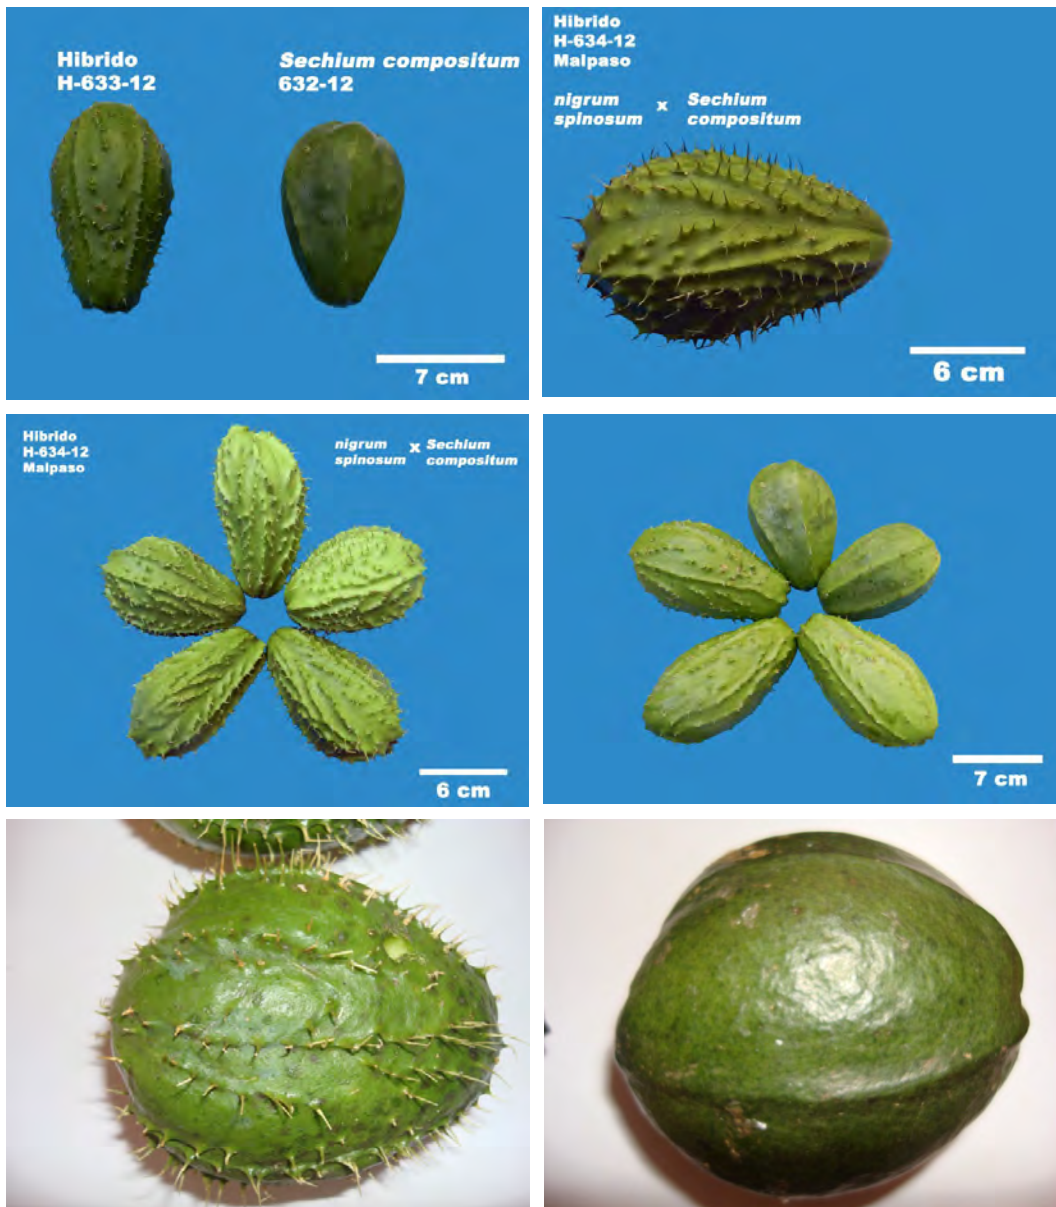 Hibrido
H-633-12
Sechium compositum
632-12
7 cm
Hibrido
H-634-12
Malpaso
nigrum x Sechium
spinosum compositum
6 cm
Hibrido
H-634-12
Malpaso
nigrum x Sechium
spinosum compositum
6 cm
7 cm